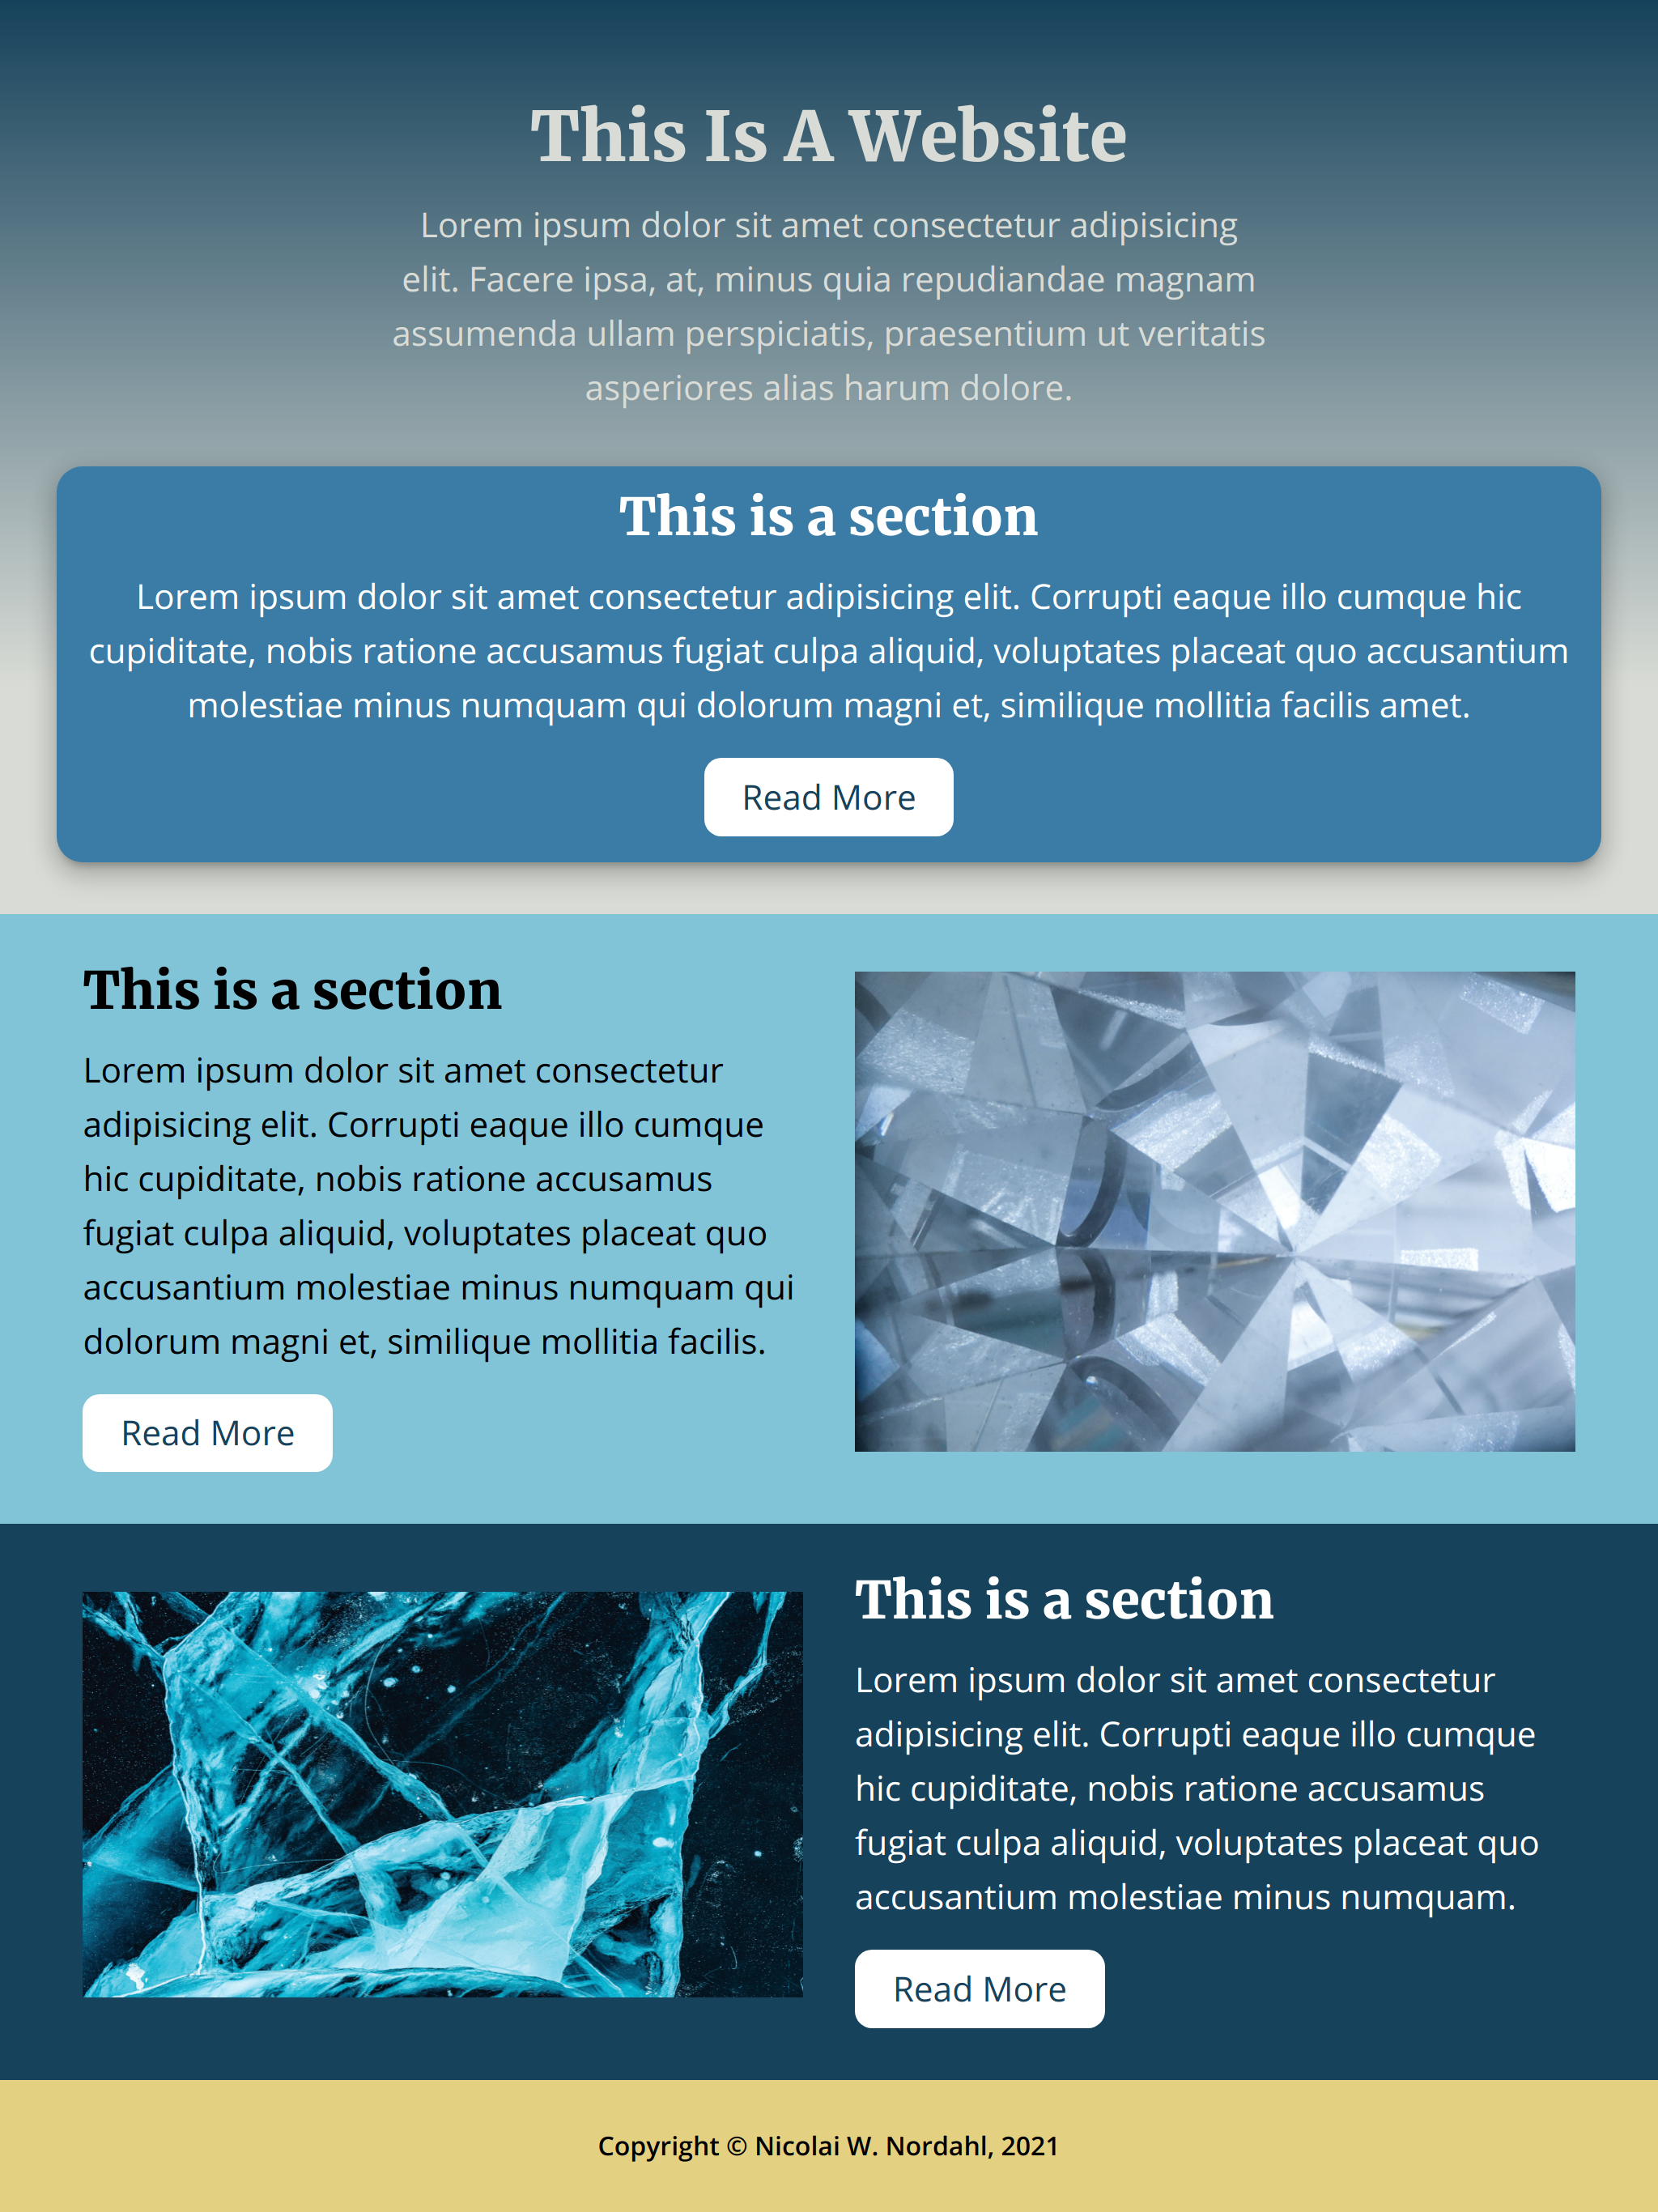 This Is A Website
Lorem ipsum dolor sit amet consectetur adipisicing
elit. Facere ipsa, at, minus quia repudiandae magnam
assumenda ullam perspiciatis, praesentium ut veritatis
asperiores alias harum dolore.
This is a section
Lorem ipsum dolor sit amet consectetur adipisicing elit. Corrupti eaque illo cumque hic
cupiditate, nobis ratione accusamus fugiat culpa aliquid, voluptates placeat quo accusantium
molestiae minus numquam qui dolorum magni et, similique mollitia facilis amet.
Read More
This is a section
Lorem ipsum dolor sit amet consectetur
adipisicing elit. Corrupti eaque illo cumque
hic cupiditate, nobis ratione accusamus
fugiat culpa aliquid, voluptates placeat quo
accusantium molestiae minus numquam qui
dolorum magni et, similique mollitia facilis.
Read More
This is a section
Lorem ipsum dolor sit amet consectetur
adipisicing elit. Corrupti eaque illo cumque
hic cupiditate, nobis ratione accusamus
fugiat culpa aliquid, voluptates placeat quo
accusantium molestiae minus numquam.
Read More
Copyright © Nicolai W. Nordahl, 2021